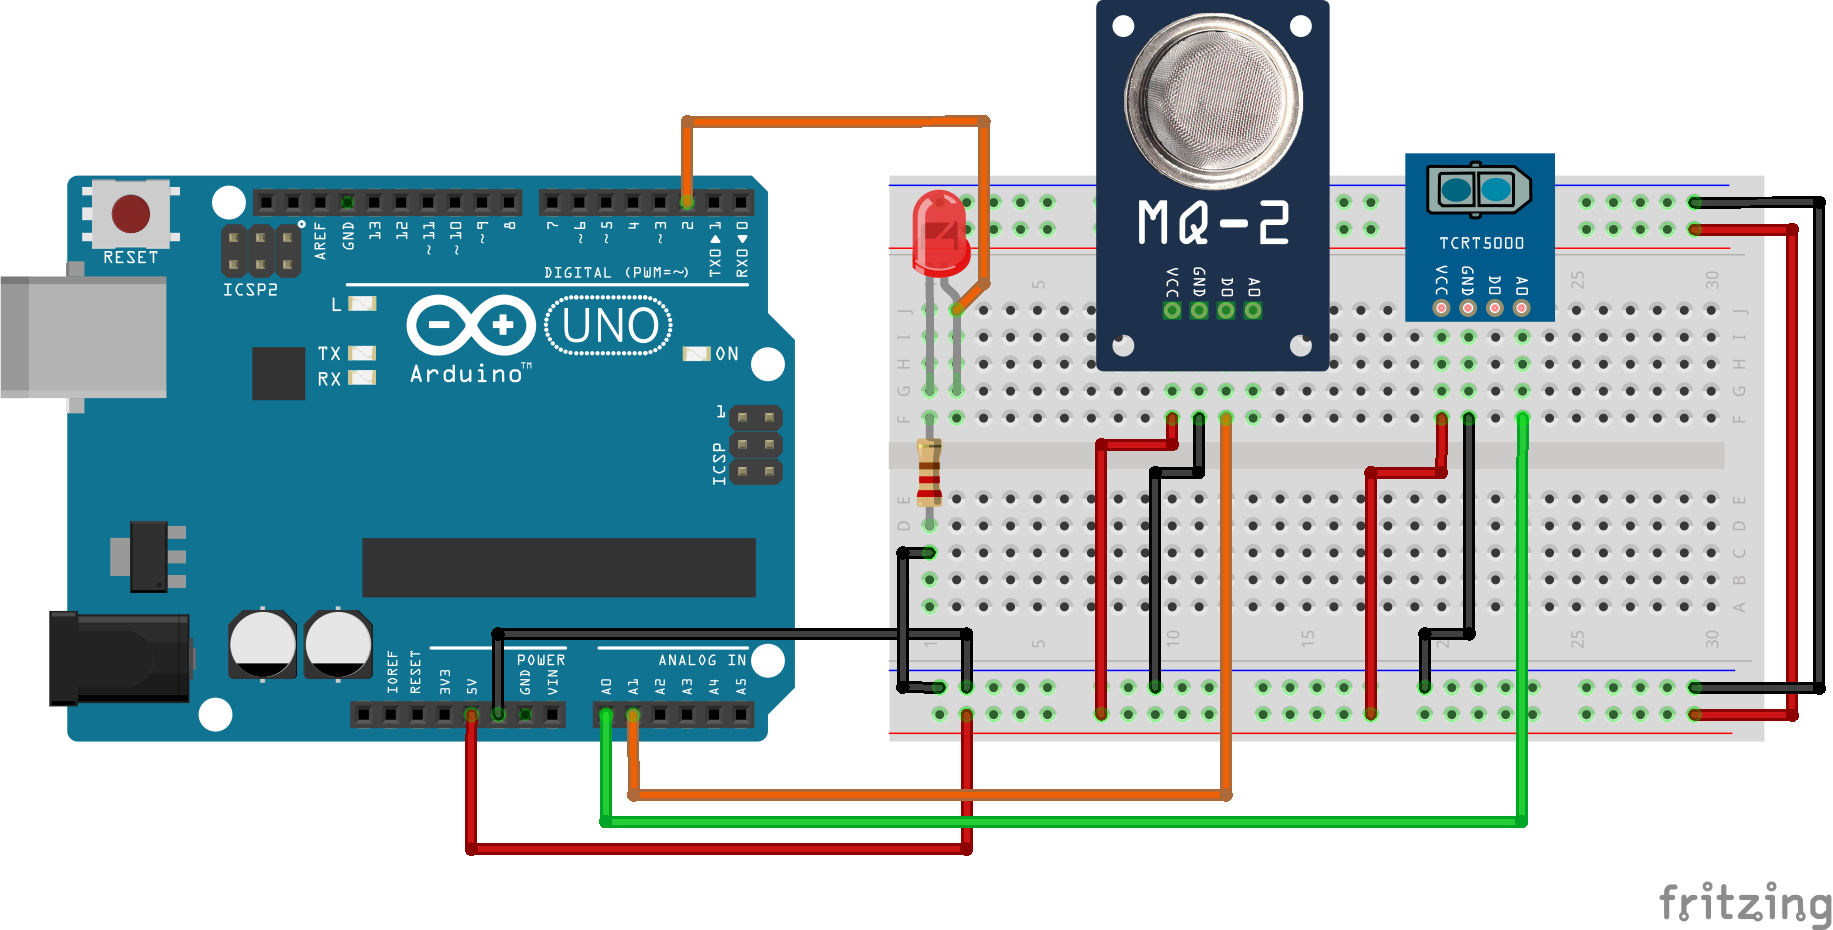 RESET
ICSP2
AREF
GND
13
12
~11
~10
~9
8
7
~6
~5
4
~3
2
TX0▶1
RX0◀0
DIGITAL (PWM=~)
L
TX
RX
UNO
Arduino™
ON
1
ICSP
IOREF
RESET
3V3
5V
GND
VIN
POWER
A0
A1
A2
A3
A4
A5
ANALOG IN
MQ-2
VCC
GND
DO
AO
TCRT5000
VCC
GND
DO
AO
5
25
30
J
I
H
G
F
J
I
H
G
F
E
D
E
D
C
B
A
1
5
10
15
25
30
fritzing